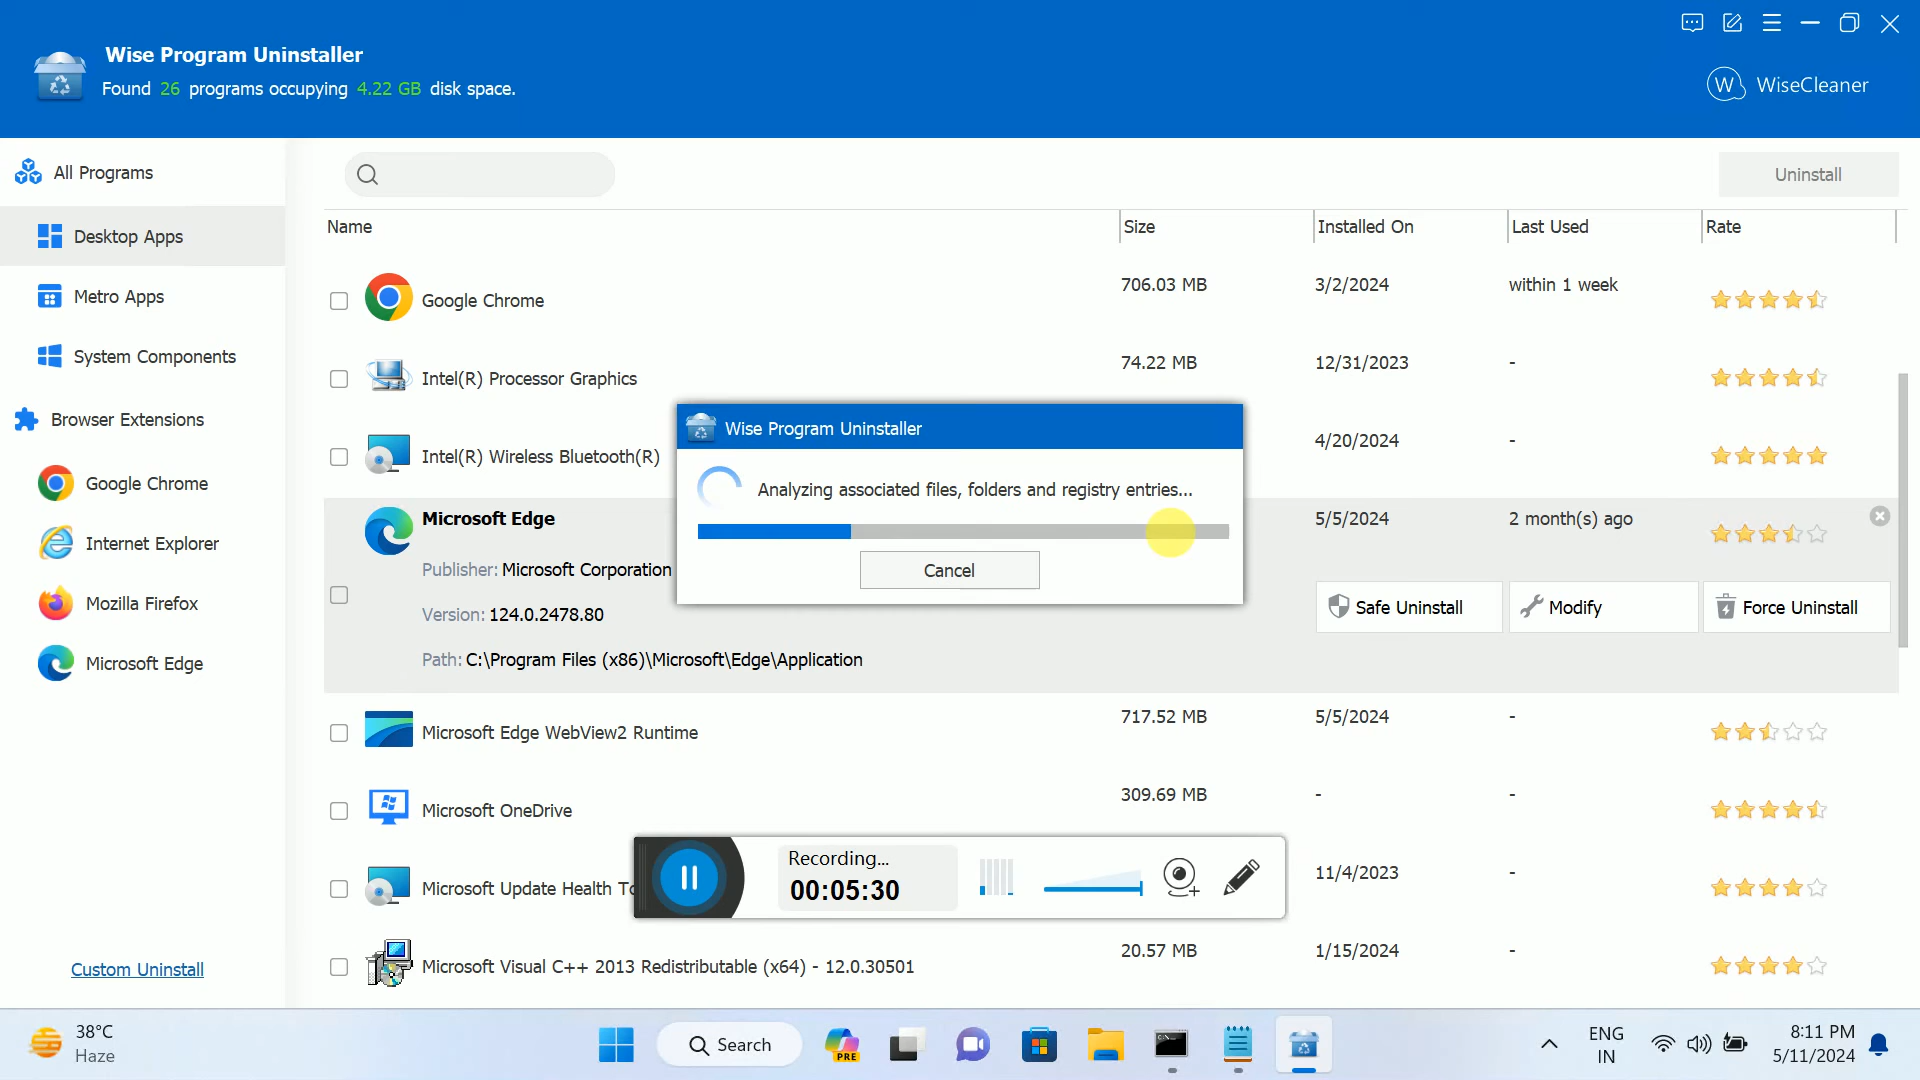 Wise Program Uninstaller
Found 26 programs occupying 4.22 GB disk space.
W WiseCleaner
All Programs
Desktop Apps
Metro Apps
System Components
Browser Extensions
Google Chrome
Internet Explorer
Mozilla Firefox
Microsoft Edge
Custom Uninstall
Uninstall
Name Size Installed On Last Used Rate
Google Chrome 706.03 MB 3/2/2024 within 1 week
Intel(R) Processor Graphics 74.22 MB 12/31/2023 -
Intel(R) Wireless Bluetooth(R) 4/20/2024 -
Microsoft Edge 5/5/2024 2 month(s) ago
Publisher: Microsoft Corporation
Version: 124.0.2478.80
Path: C:\Program Files (x86)\Microsoft\Edge\Application
Safe Uninstall Modify Force Uninstall
Wise Program Uninstaller
Analyzing associated files, folders and registry entries...
Cancel
Microsoft Edge WebView2 Runtime 717.52 MB 5/5/2024 -
Microsoft OneDrive 309.69 MB - -
Microsoft Update Health To 11/4/2023 -
Microsoft Visual C++ 2013 Redistributable (x64) - 12.0.30501 20.57 MB 1/15/2024 -
Recording...
00:05:30
38°C
Haze
Search
PRE
ENG
IN
8:11 PM
5/11/2024